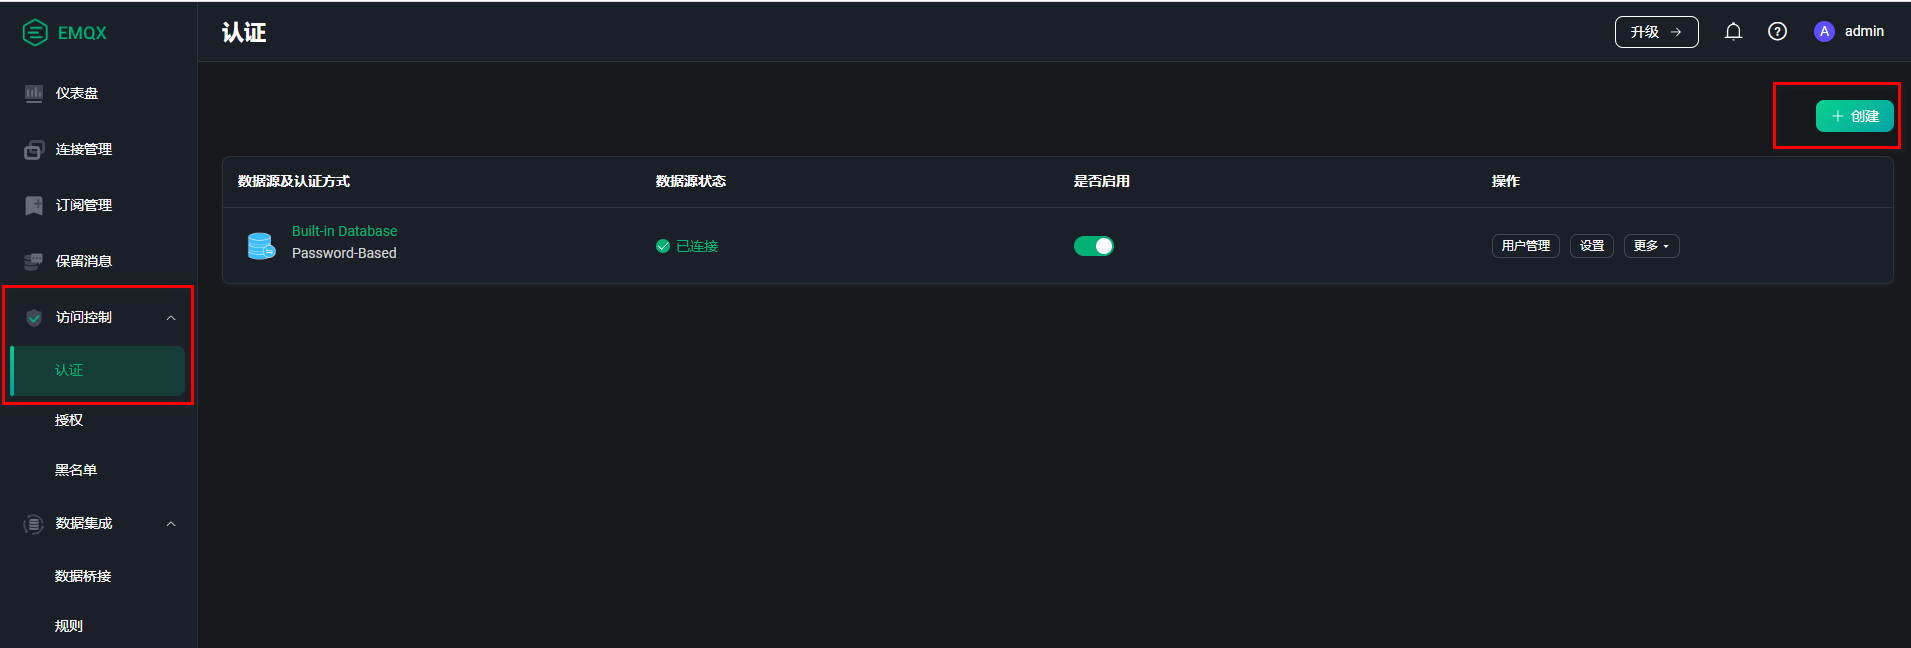 EMQX
认证
升级
A
admin
仪表盘
连接管理
订阅管理
保留消息
访问控制
认证
授权
黑名单
数据集成
数据桥接
规则
创建
数据源及认证方式
数据源状态
是否启用
操作
Built-in Database
Password-Based
已连接
用户管理
设置
更多